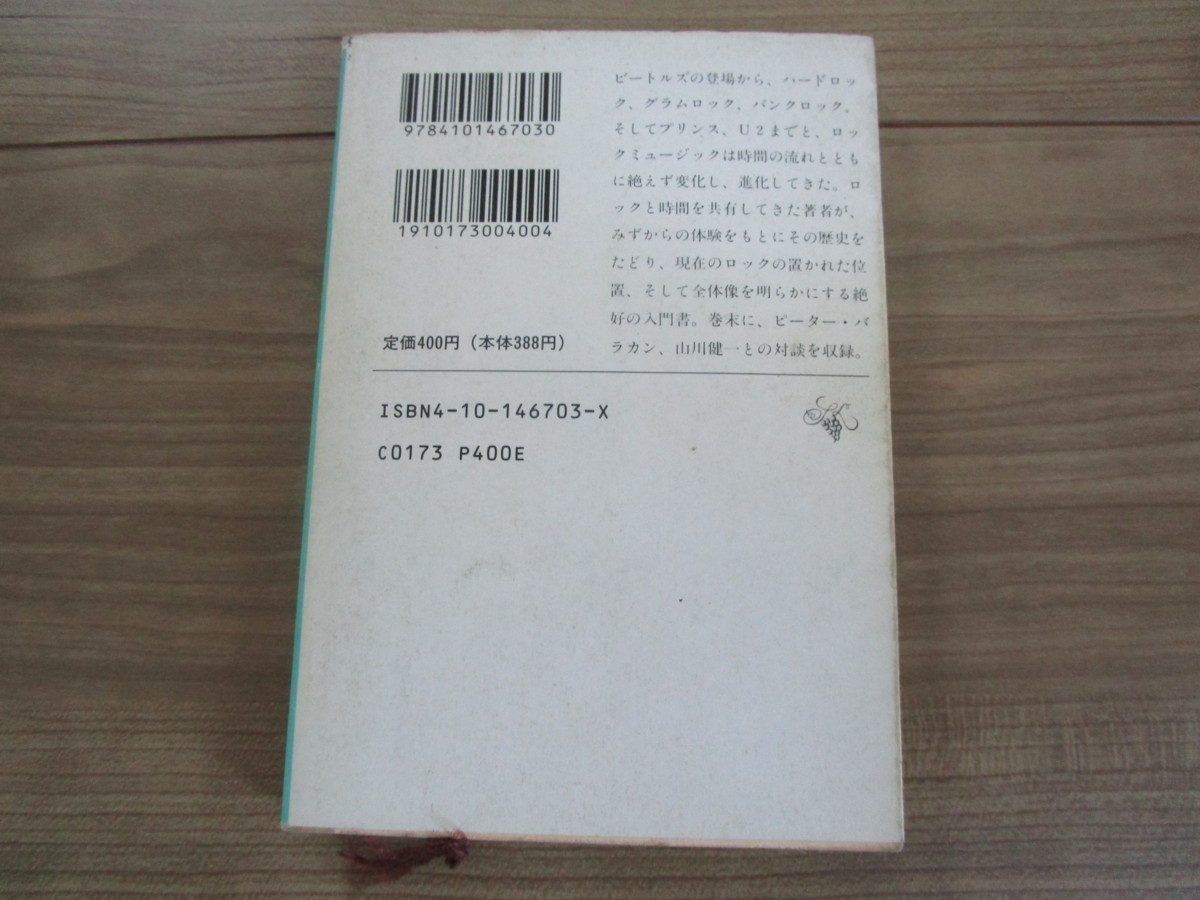 9784101467030
1910173004004
定価400円（本体388円）
ビートルズの登場から、ハードロッ
ク、グラムロック、パンクロック、
そしてプリンス、U2までと、ロッ
クミュージックは時間の流れととも
に絶えず変化し、進化してきた。ロ
ックと時間を共有してきた著者が、
みずからの体験をもとにその歴史を
たどり、現在のロックの置かれた位
置、そして全体像を明らかにする絶
好の入門書。巻末に、ピーター・バ
ラカン、山川健一との対談を収録。
ISBN4-10-146703-X
C0173 P400E